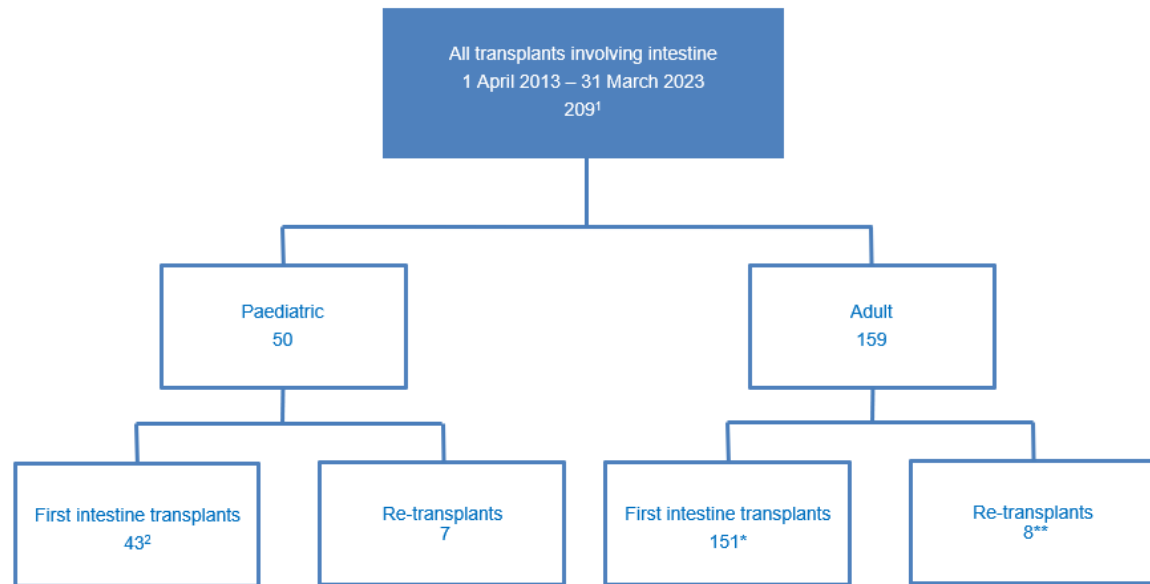 All transplants involving intestine
1 April 2013 – 31 March 2023
209¹
Paediatric
50
Adult
159
First intestine transplants
43²
Re-transplants
7
First intestine transplants
151*
Re-transplants
8**